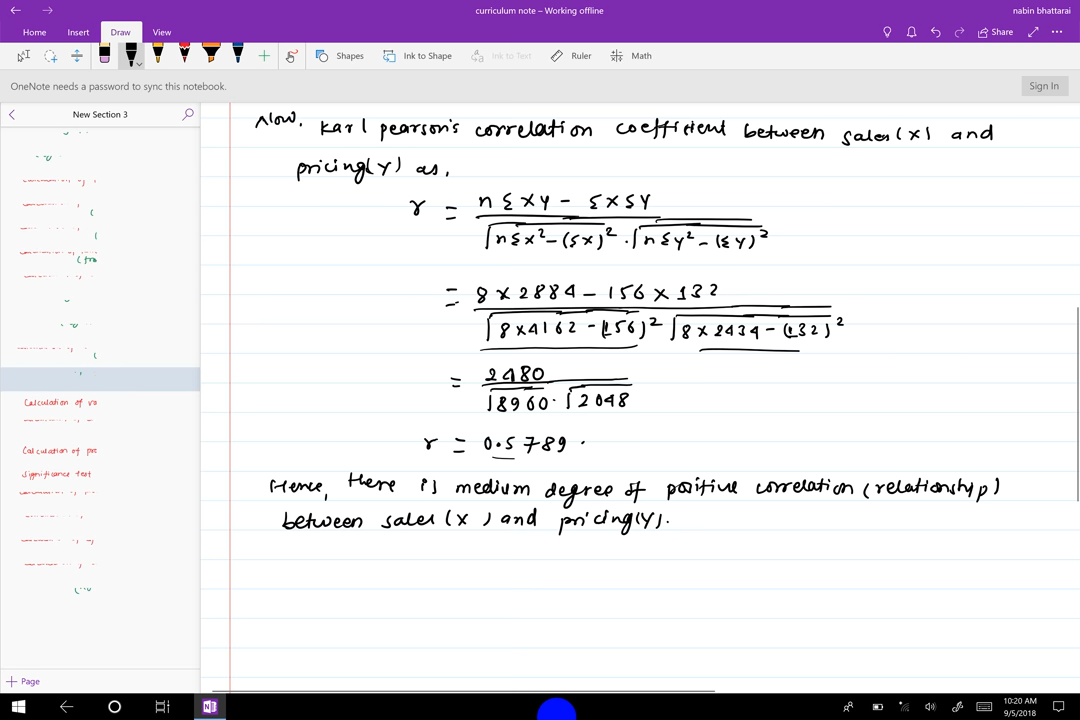 curriculum note – Working offline
nabin bhattarai
Home Insert Draw View
Share
Shapes Ink to Shape Ink to Text Ruler Math
OneNote needs a password to sync this notebook.
Sign In
New Section 3
Now. Karl pearson's correlation coefficient between sales(X) and
pricing(Y) as,
r = nΣXY - ΣXΣY
√nΣX² - (ΣX)² . √nΣY² - (ΣY)²
= 8 × 2884 - 156 × 132
√8×4162 - (156)² √8 × 2434 - (132)²
= 2480
√8960 . √2048
r = 0.5789 .
Hence, there is medium degree of positive correlation (relationship)
between sales (X) and pricing(Y).
Calculation of va
Calculation of pre
Significance test
+ Page
10:20 AM
9/5/2018